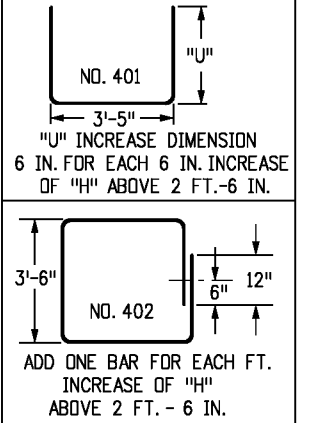 "U"
NO. 401
3'-5"
"U" INCREASE DIMENSION
6 IN. FOR EACH 6 IN. INCREASE
OF "H" ABOVE 2 FT.-6 IN.
3'-6"
12"
6"
NO. 402
ADD ONE BAR FOR EACH FT.
INCREASE OF "H"
ABOVE 2 FT. - 6 IN.